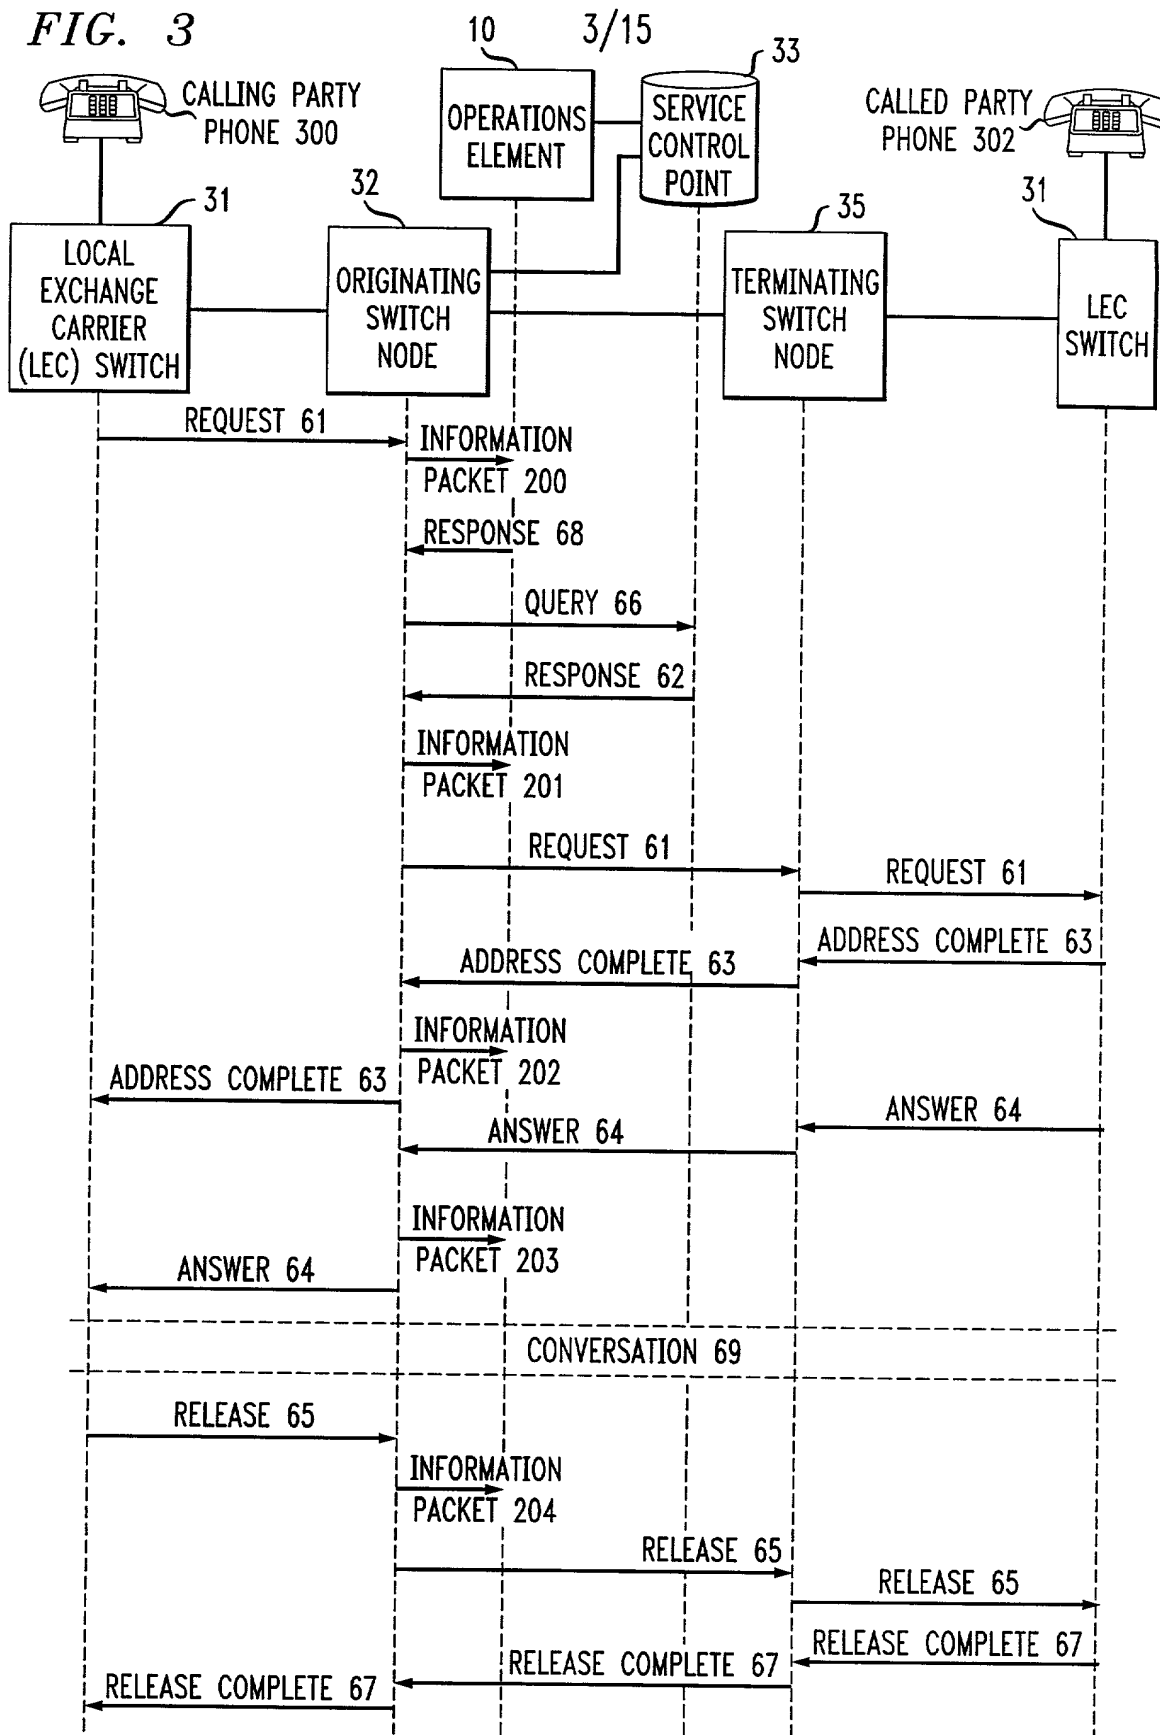 FIG. 3
3/15
10
33
CALLING PARTY
PHONE 300
OPERATIONS
ELEMENT
SERVICE
CONTROL
POINT
CALLED PARTY
PHONE 302
31
32
35
31
LOCAL
EXCHANGE
CARRIER
(LEC) SWITCH
ORIGINATING
SWITCH
NODE
TERMINATING
SWITCH
NODE
LEC
SWITCH
REQUEST 61
INFORMATION
PACKET 200
RESPONSE 68
QUERY 66
RESPONSE 62
INFORMATION
PACKET 201
REQUEST 61
REQUEST 61
ADDRESS COMPLETE 63
ADDRESS COMPLETE 63
INFORMATION
PACKET 202
ADDRESS COMPLETE 63
ANSWER 64
ANSWER 64
INFORMATION
PACKET 203
ANSWER 64
CONVERSATION 69
RELEASE 65
INFORMATION
PACKET 204
RELEASE 65
RELEASE 65
RELEASE COMPLETE 67
RELEASE COMPLETE 67
RELEASE COMPLETE 67